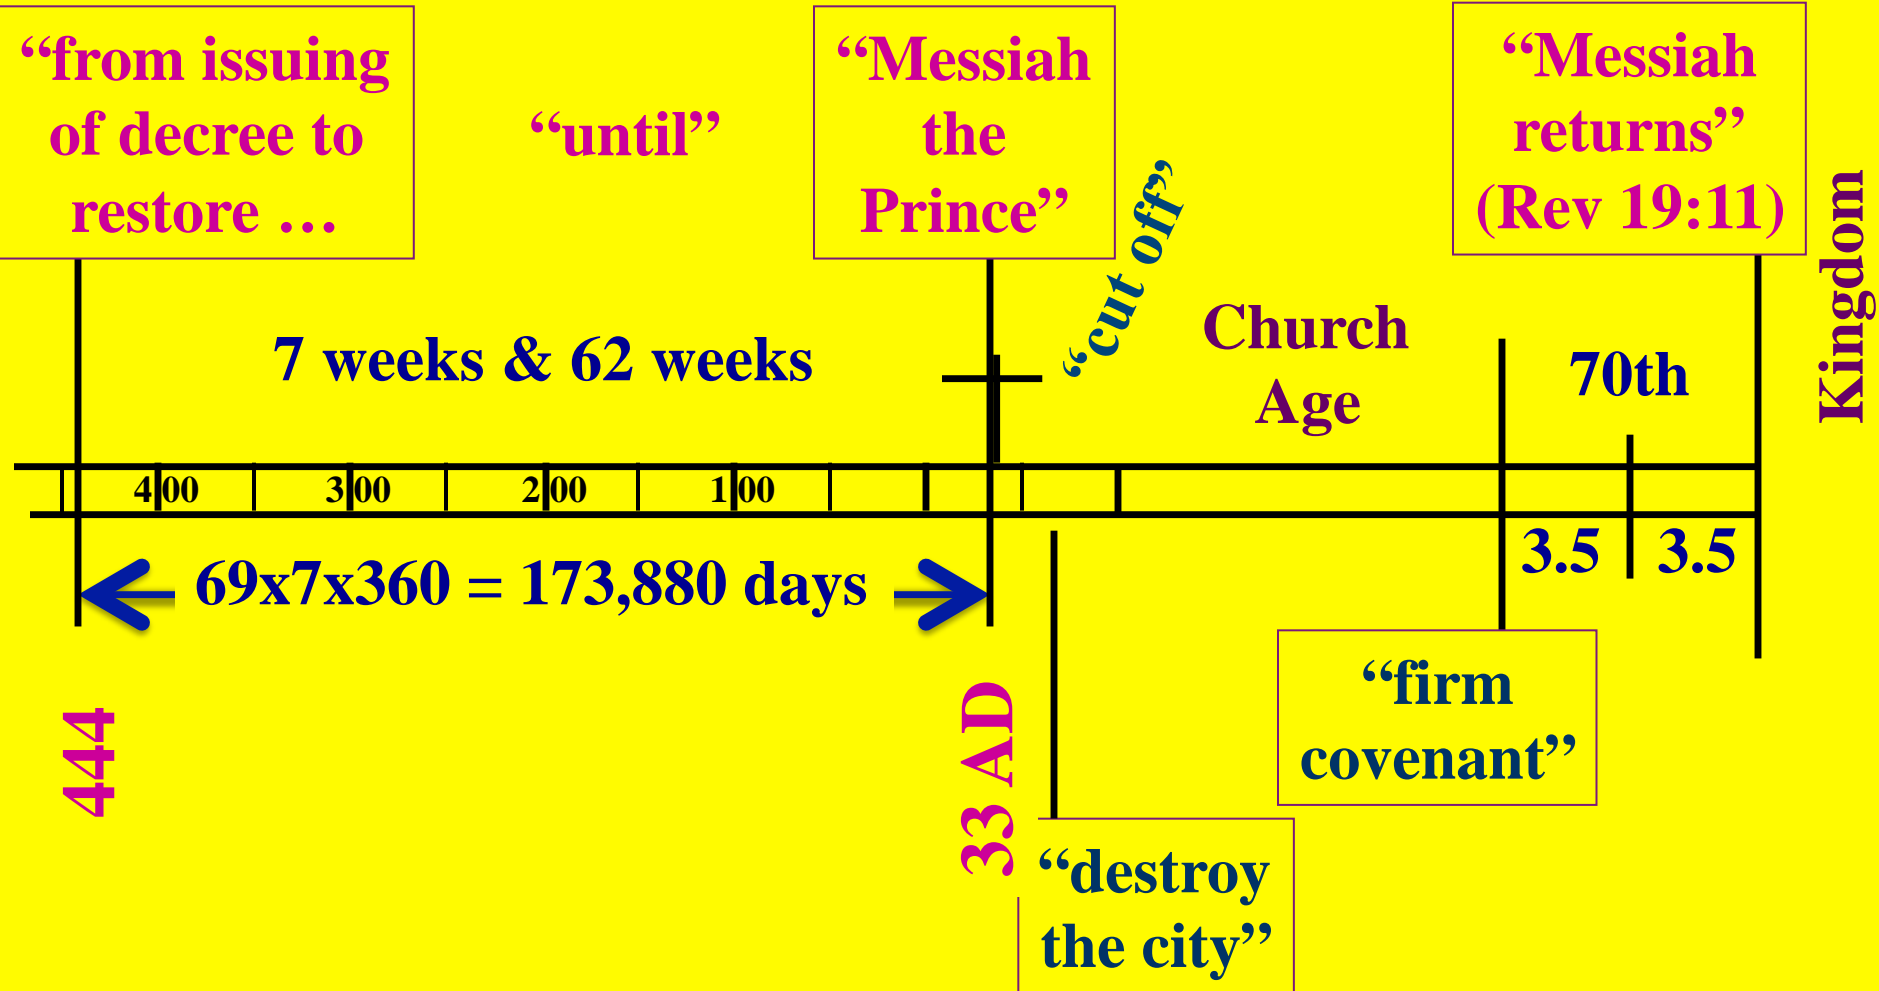 “from issuing
of decree to
restore …
“until”
“Messiah
the
Prince”
“cut off”
“Messiah
returns”
(Rev 19:11)
Kingdom
7 weeks & 62 weeks
Church
Age
70th
400
300
200
100
69x7x360 = 173,880 days
3.5
3.5
444
33 AD
“firm
covenant”
“destroy
the city”